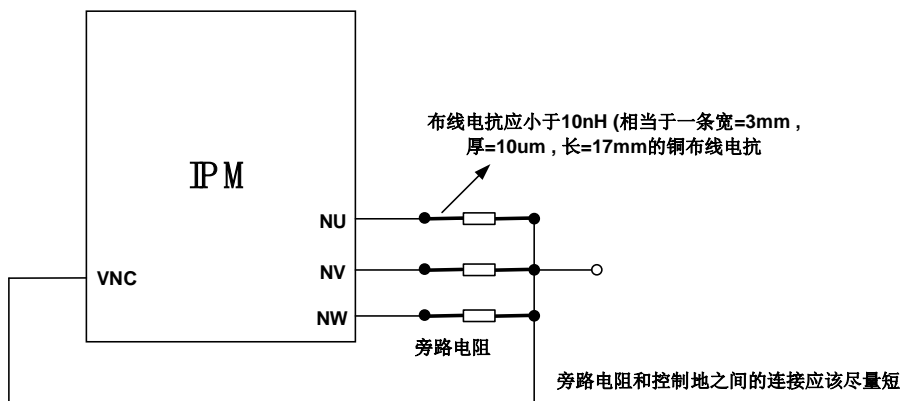 布线电抗应小于10nH (相当于一条宽=3mm ,
厚=10um , 长=17mm的铜布线电抗
IPM
NU
VNC
NV
NW
旁路电阻
旁路电阻和控制地之间的连接应该尽量短